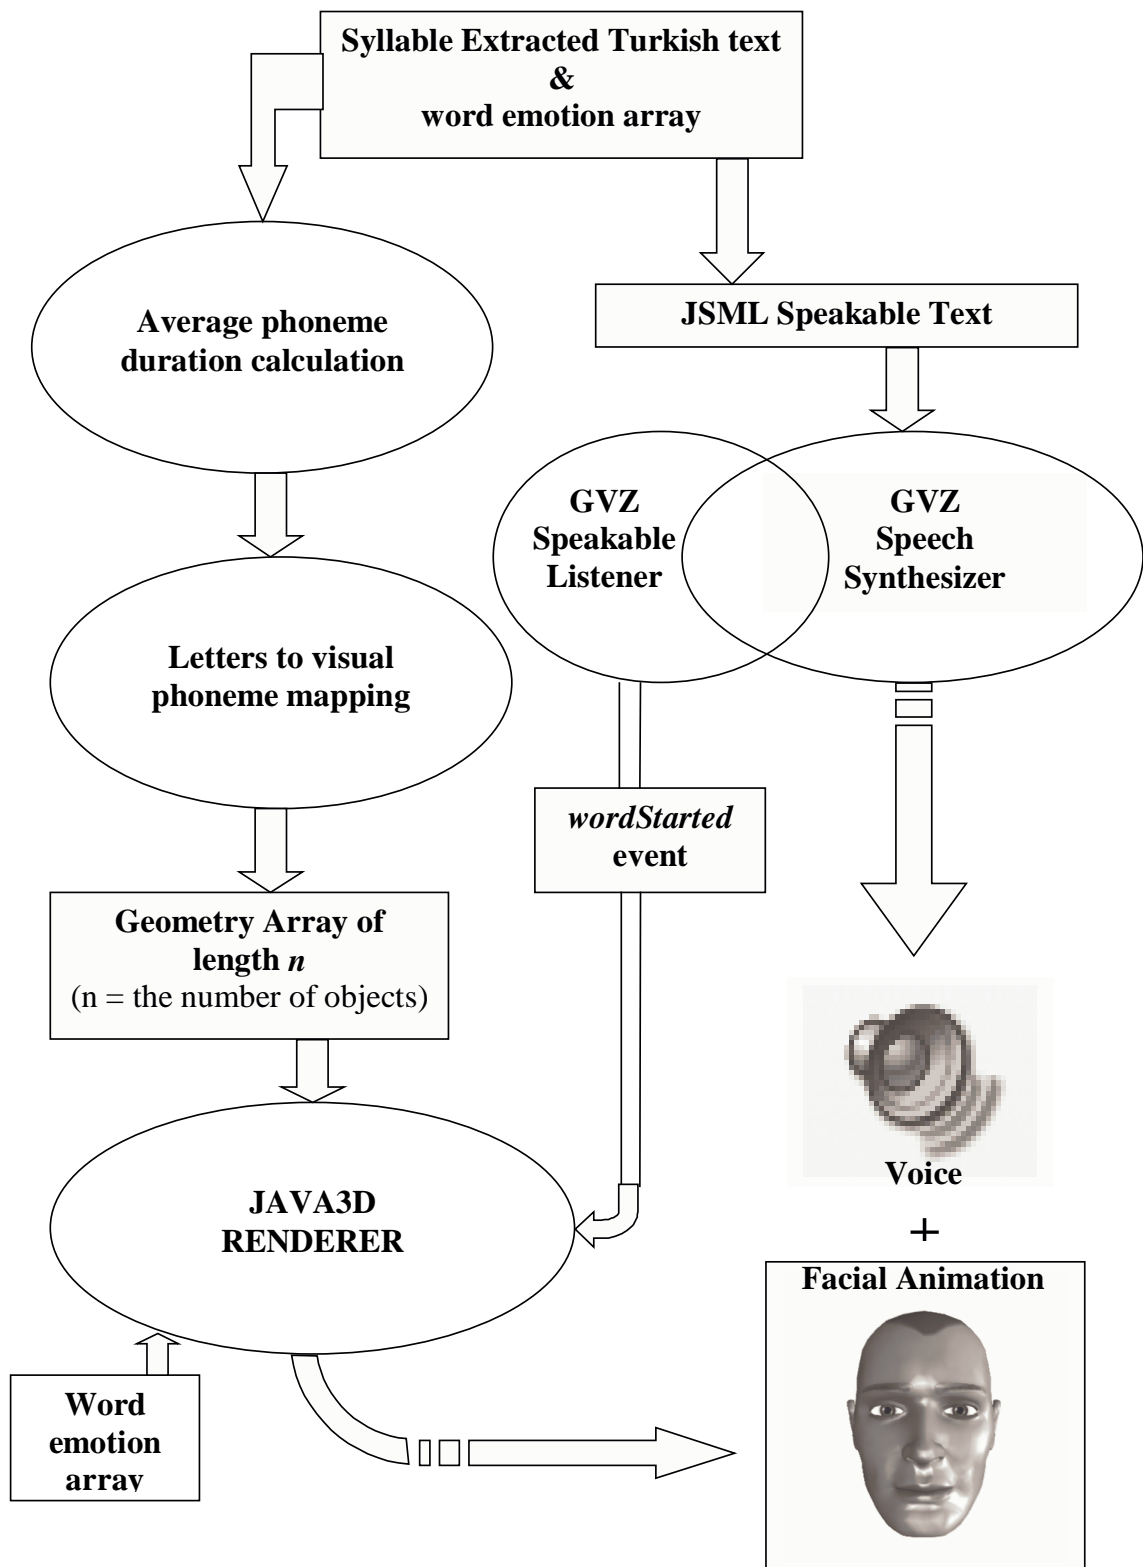 Syllable Extracted Turkish text
&
word emotion array
Average phoneme
duration calculation
JSML Speakable Text
GVZ
Speakable
Listener
GVZ
Speech
Synthesizer
Letters to visual
phoneme mapping
wordStarted
event
Geometry Array of
length n
(n = the number of objects)
Voice
+
JAVA3D
RENDERER
Facial Animation
Word
emotion
array